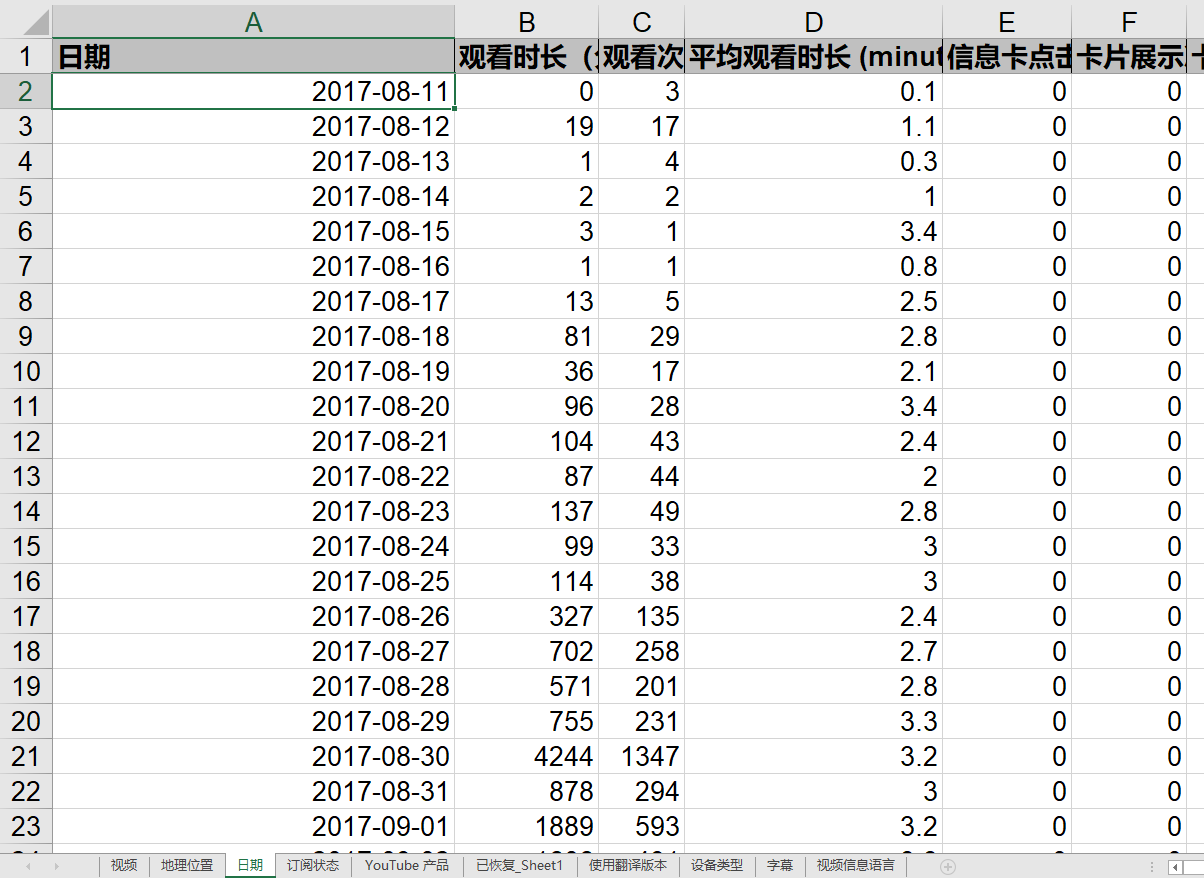 A B C D E F
1 日期 观看时长 观看次 平均观看时长 (minut 信息卡点击 卡片展示
2 2017-08-11 0 3 0.1 0 0
3 2017-08-12 19 17 1.1 0 0
4 2017-08-13 1 4 0.3 0 0
5 2017-08-14 2 2 1 0 0
6 2017-08-15 3 1 3.4 0 0
7 2017-08-16 1 1 0.8 0 0
8 2017-08-17 13 5 2.5 0 0
9 2017-08-18 81 29 2.8 0 0
10 2017-08-19 36 17 2.1 0 0
11 2017-08-20 96 28 3.4 0 0
12 2017-08-21 104 43 2.4 0 0
13 2017-08-22 87 44 2 0 0
14 2017-08-23 137 49 2.8 0 0
15 2017-08-24 99 33 3 0 0
16 2017-08-25 114 38 3 0 0
17 2017-08-26 327 135 2.4 0 0
18 2017-08-27 702 258 2.7 0 0
19 2017-08-28 571 201 2.8 0 0
20 2017-08-29 755 231 3.3 0 0
21 2017-08-30 4244 1347 3.2 0 0
22 2017-08-31 878 294 3 0 0
23 2017-09-01 1889 593 3.2 0 0
视频 地理位置 日期 订阅状态 YouTube 产品 已恢复_Sheet1 使用翻译版本 设备类型 字幕 视频信息语言